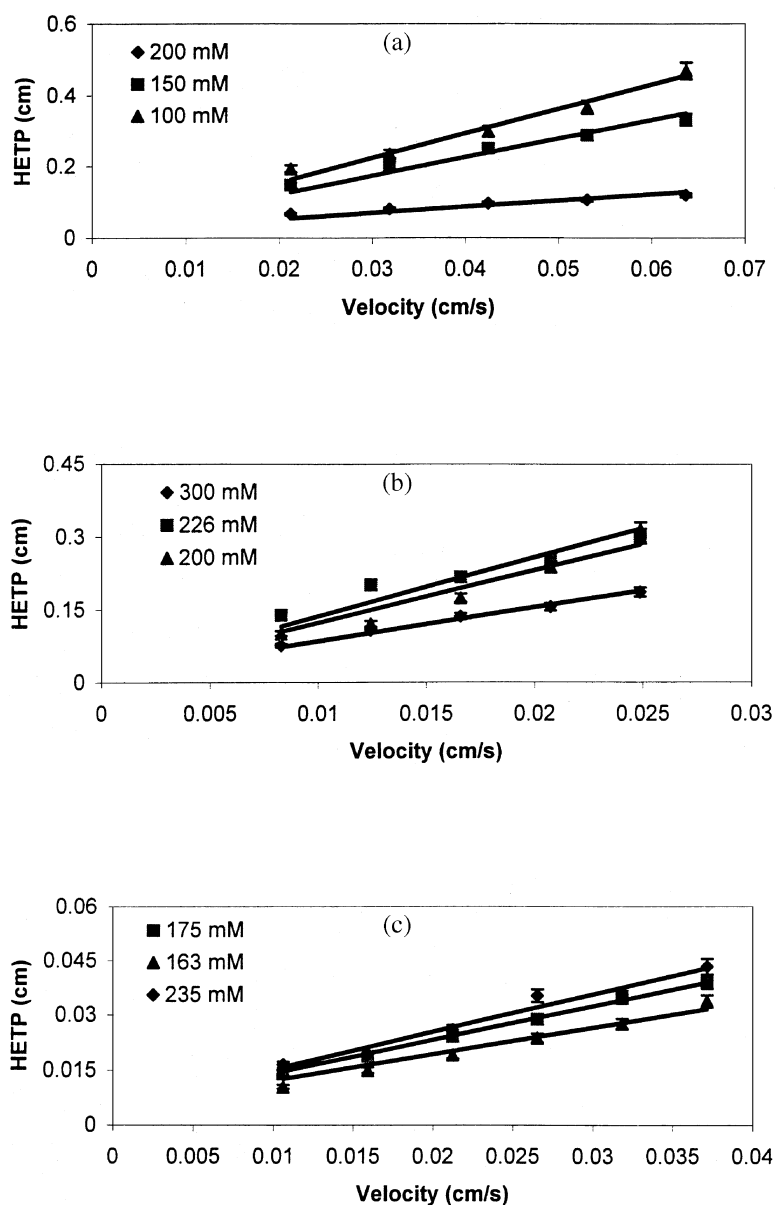 0.6
(a)
200 mM
150 mM
100 mM
0.4
HETP (cm)
0.2
0
0 0.01 0.02 0.03 0.04 0.05 0.06 0.07
Velocity (cm/s)
0.45
(b)
300 mM
226 mM
200 mM
0.3
HETP (cm)
0.15
0
0 0.005 0.01 0.015 0.02 0.025 0.03
Velocity (cm/s)
0.06
(c)
175 mM
163 mM
235 mM
0.045
HETP (cm)
0.03
0.015
0
0 0.005 0.01 0.015 0.02 0.025 0.03 0.035 0.04
Velocity (cm/s)